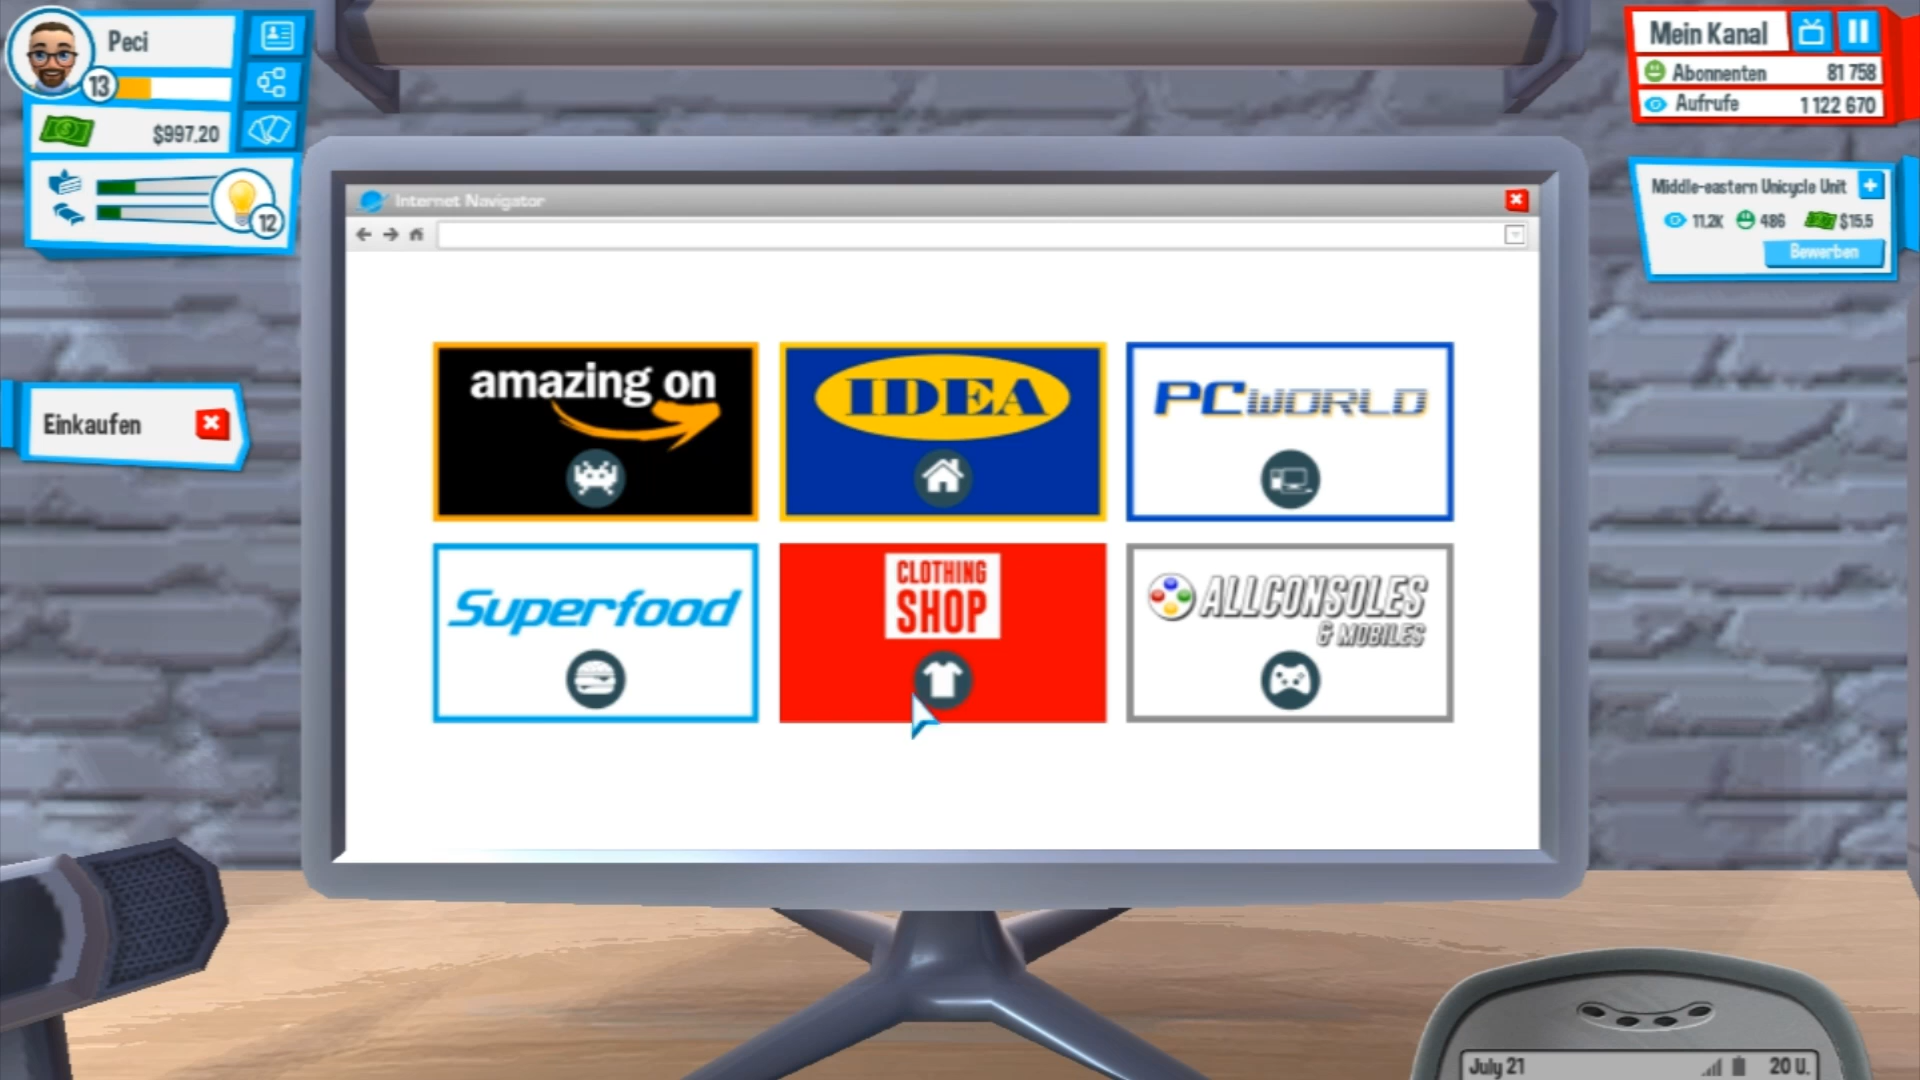 Peci
13
$997.20
12
Mein Kanal
Abonnenten 81 758
Aufrufe 1 122 670
Middle-eastern Unicycle Unit
11.2K 486 $15.5
Bewerben
Internet Navigator
Einkaufen
amazing on
IDEA
PCWORLD
Superfood
CLOTHING
SHOP
ALLCONSOLES
& MOBILES
July 21
20 U.